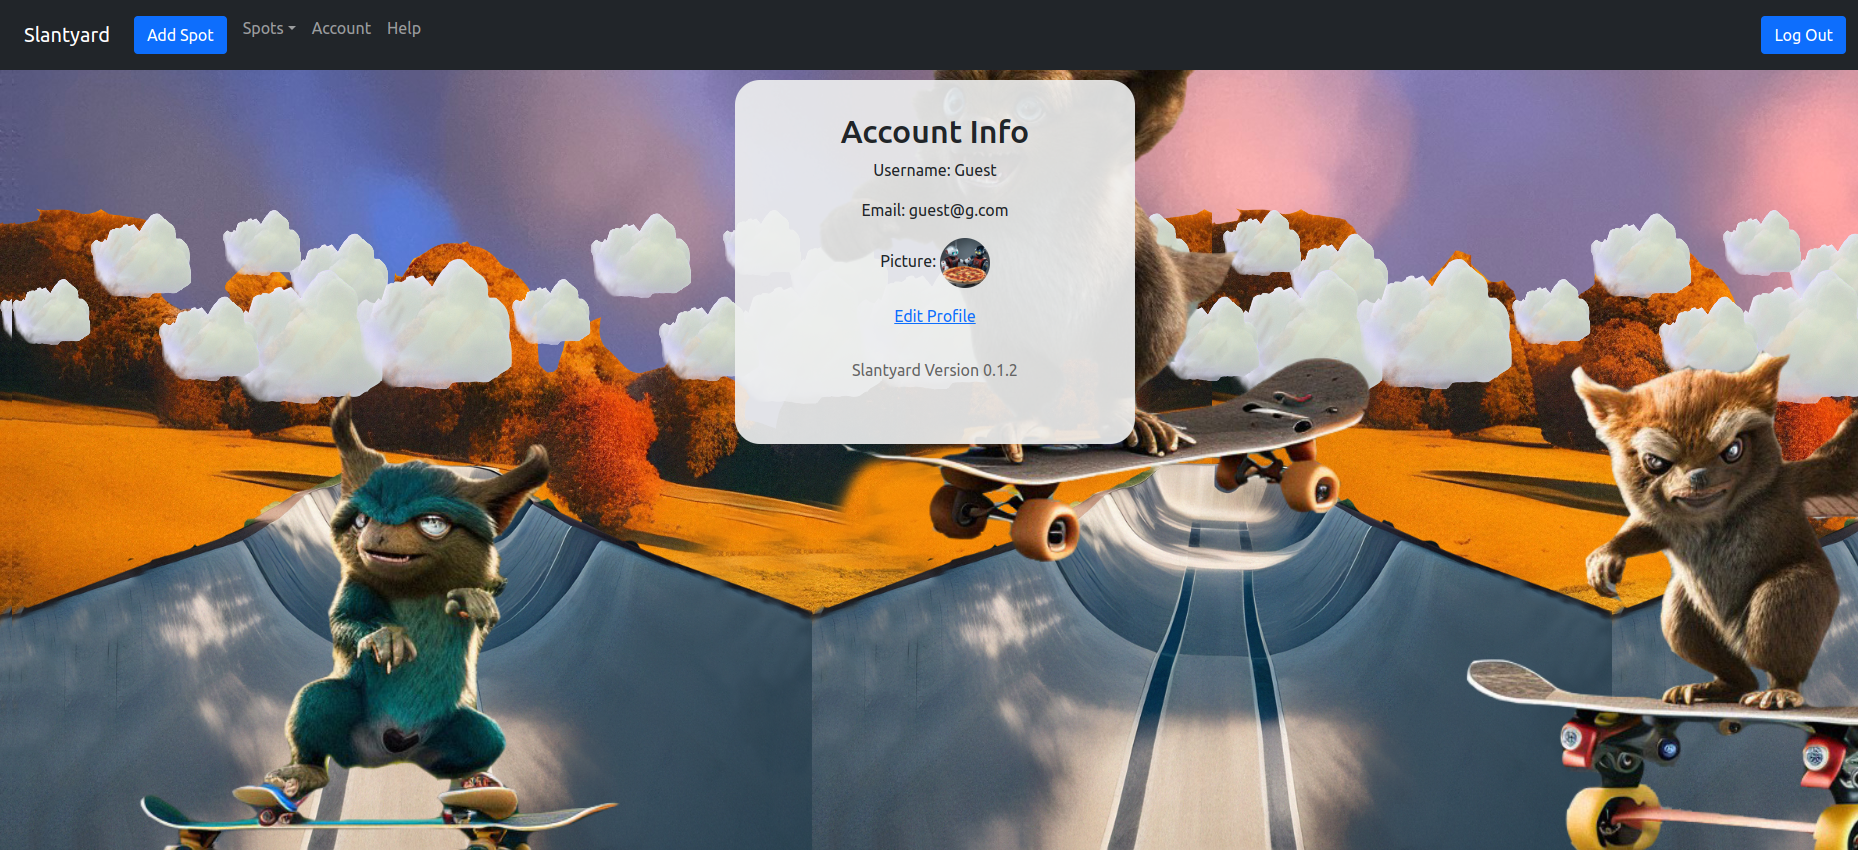 Slantyard Add Spot Spots Account Help Log Out
Account Info
Username: Guest
Email: guest@g.com
Picture:
Edit Profile
Slantyard Version 0.1.2